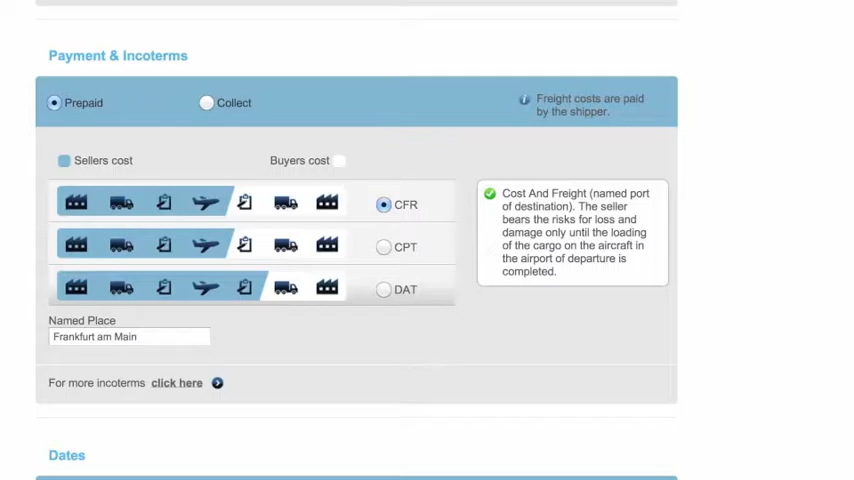 Payment & Incoterms
Prepaid
Collect
Freight costs are paid
by the shipper.
Sellers cost
Buyers cost
CFR
CPT
DAT
Cost And Freight (named port
of destination). The seller
bears the risks for loss and
damage only until the loading
of the cargo on the aircraft in
the airport of departure is
completed.
Named Place
Frankfurt am Main
For more incoterms click here
Dates